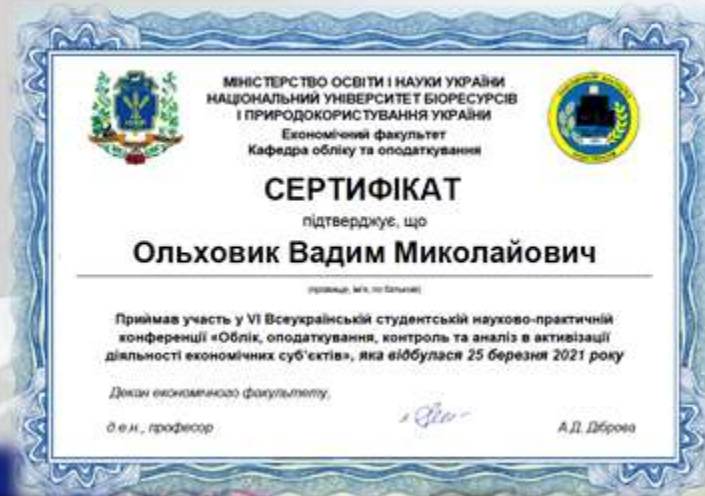 МІНІСТЕРСТВО ОСВІТИ І НАУКИ УКРАЇНИ
НАЦІОНАЛЬНИЙ УНІВЕРСИТЕТ БІОРЕСУРСІВ
І ПРИРОДОКОРИСТУВАННЯ УКРАЇНИ
Економічний факультет
Кафедра обліку та оподаткування
СЕРТИФІКАТ
підтверджує, що
Ольховик Вадим Миколайович
(прізвище, ім'я, по батькові)
Приймав участь у VI Всеукраїнській студентській науково-практичній
конференції «Облік, оподаткування, контроль та аналіз в активізації
діяльності економічних суб'єктів», яка відбулася 25 березня 2021 року
Декан економічного факультету,
д.е.н., професор
А.Д. Діброва